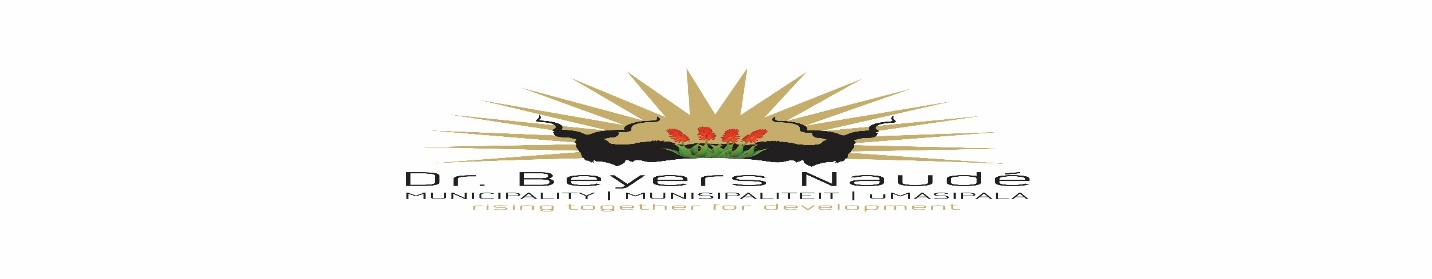 Dr. Beyers Naudé
MUNICIPALITY | MUNISIPALITEIT | uMASIPALA
rising together for development